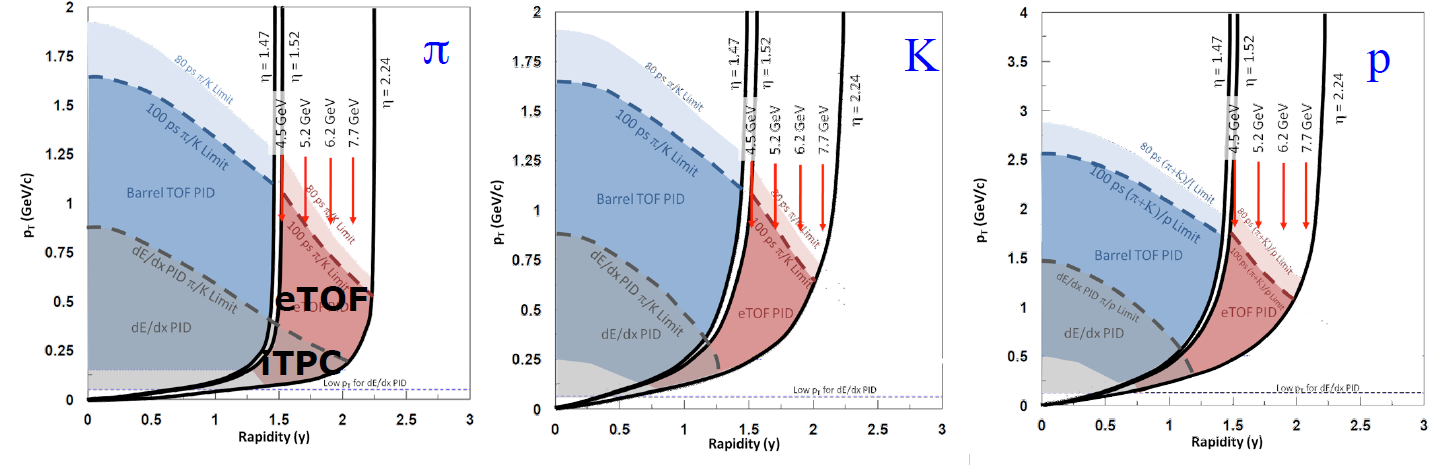 2
1.75
1.5
1.25
1
0.75
0.5
0.25
0
pT (GeV/c)
0
0.5
1
1.5
2
2.5
3
Rapidity (y)
π
80 ps π/K Limit
100 ps π/K Limit
Barrel TOF PID
dE/dx PID π/K Limit
dE/dx PID
η = 1.47
η = 1.52
η = 2.24
4.5 GeV
5.2 GeV
6.2 GeV
7.7 GeV
80 ps π/K Limit
100 ps π/K Limit
eTOF
eTOF PID
iTPC
Low pT for dE/dx PID
2
1.75
1.5
1.25
1
0.75
0.5
0.25
0
pT (GeV/c)
0
0.5
1
1.5
2
2.5
3
Rapidity (y)
K
80 ps π/K Limit
100 ps π/K Limit
Barrel TOF PID
dE/dx PID π/K Limit
dE/dx PID
η = 1.47
η = 1.52
η = 2.24
4.5 GeV
5.2 GeV
6.2 GeV
7.7 GeV
80 ps π/K Limit
100 ps π/K Limit
eTOF PID
Low pT for dE/dx PID
4
3.5
3
2.5
2
1.5
1
0.5
0
pT (GeV/c)
0
0.5
1
1.5
2
2.5
3
Rapidity (y)
p
80 ps (π+K)/ Limit
100 ps (π+K)/p Limit
Barrel TOF PID
dE/dx PID π/p Limit
dE/dx PID
η = 1.47
η = 1.52
η = 2.24
4.5 GeV
5.2 GeV
6.2 GeV
7.7 GeV
80 ps (π+K)/p Limit
100 ps (π+K)/p Limit
eTOF PID
Low pT for dE/dx PID